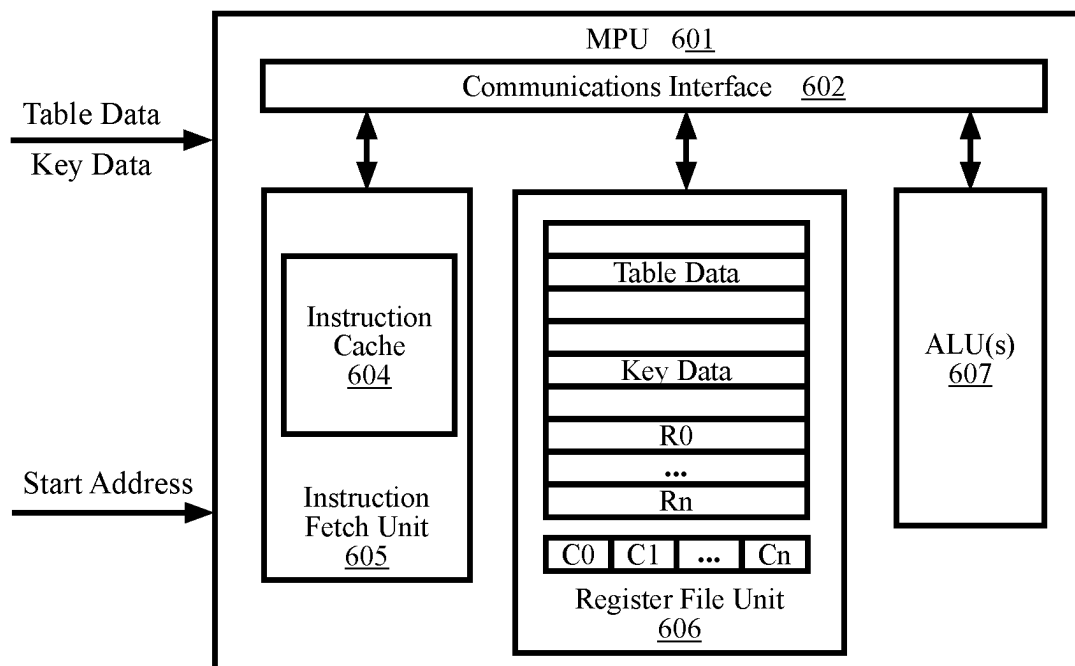 MPU 601
Communications Interface 602
Table Data
Key Data
Start Address
Instruction
Cache
604
Instruction
Fetch Unit
605
Table Data
Key Data
R0
...
Rn
C0 C1 ... Cn
Register File Unit
606
ALU(s)
607